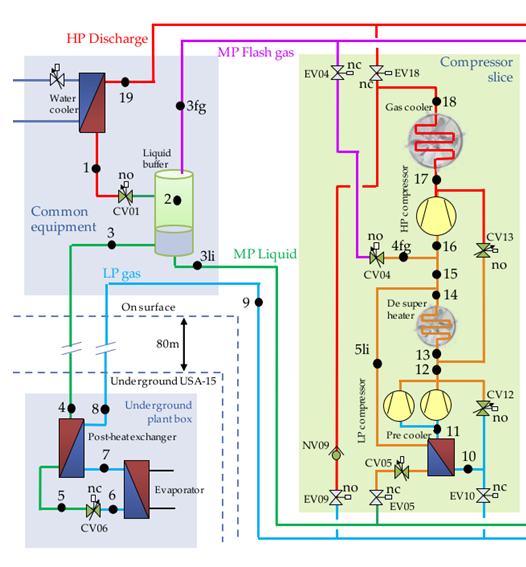 HP Discharge
MP Flash gas
Compressor
slice
EV04
nc
nc
EV18
Water
cooler
19
3fg
Gas cooler
18
1
Liquid
buffer
no
CV01
2
17
HP compressor
Common
equipment
3
3li
MP Liquid
LP gas
9
no
CV04
4fg
16
15
14
CV13
no
On surface
80m
Underground USA-15
De super
heater
5li
13
12
LP compressor
CV12
no
4
8
Underground
plant box
Post-heat exchanger
7
Evaporator
5
nc
6
CV06
Pre cooler
11
10
NV09
CV05
no
EV09
nc
EV05
nc
EV10